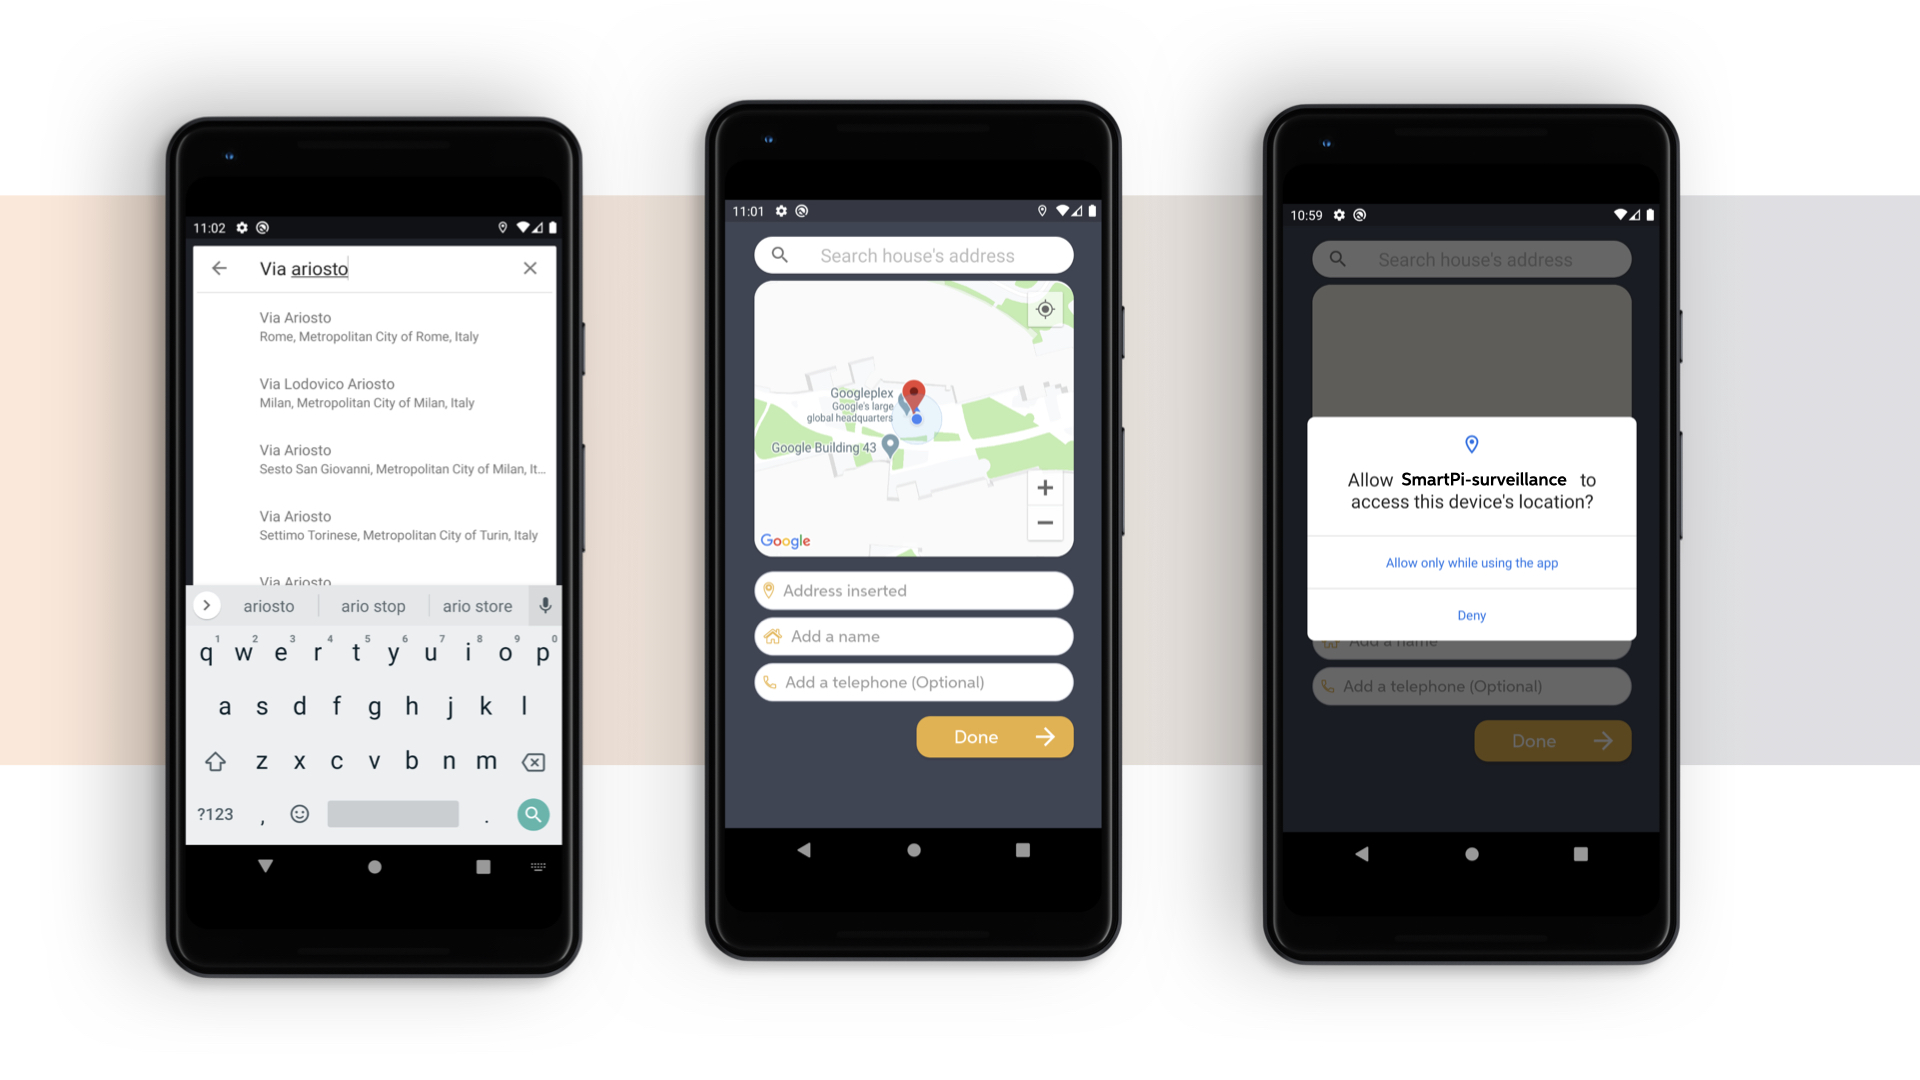 11:02
Via ariosto
Via Ariosto
Rome, Metropolitan City of Rome, Italy
Via Lodovico Ariosto
Milan, Metropolitan City of Milan, Italy
Via Ariosto
Sesto San Giovanni, Metropolitan City of Milan, It...
Via Ariosto
Settimo Torinese, Metropolitan City of Turin, Italy
Via Ariosto
ariosto ario stop ario store
1 2 3 4 5 6 7 8 9 0
q w e r t y u i o p
a s d f g h j k l
z x c v b n m
?123 , .
11:01
Search house's address
Googleplex
Google's large
global headquarters
Google Building 43
+
−
Google
Address inserted
Add a name
Add a telephone (Optional)
Done
10:59
Search house's address
Allow SmartPi-surveillance to
access this device's location?
Allow only while using the app
Deny
Add a name
Add a telephone (Optional)
Done